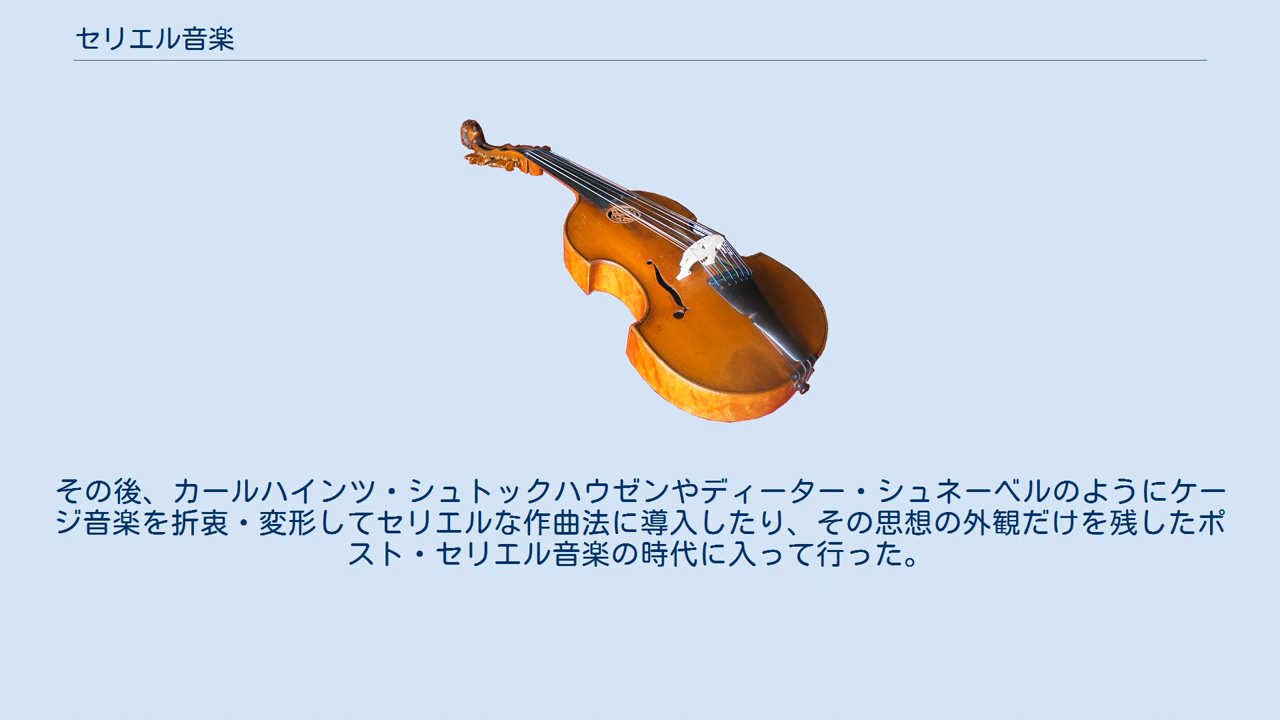 セリエル音楽
その後、カールハインツ・シュトックハウゼンやディーター・シュネーベルのようにケー
ジ音楽を折衷・変形してセリエルな作曲法に導入したり、その思想の外観だけを残したポ
スト・セリエル音楽の時代に入って行った。